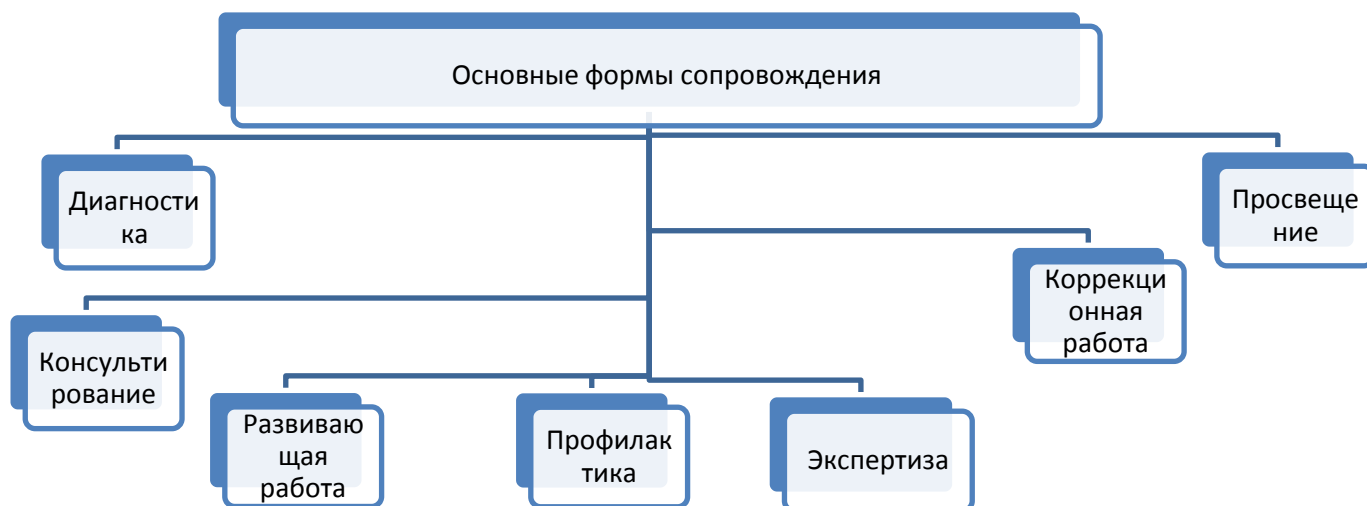 Основные формы сопровождения
Диагности
ка
Просвеще
ние
Коррекци
онная
работа
Консульти
рование
Развиваю
щая
работа
Профилак
тика
Экспертиза